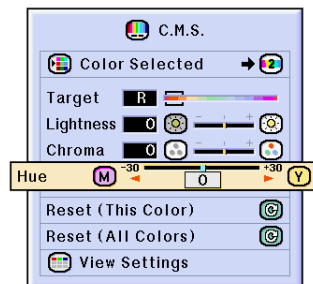 C.M.S.
Color Selected 2
Target R
Lightness 0 - +
Chroma 0 - +
Hue M -30 0 +30 Y
Reset (This Color)
Reset (All Colors)
View Settings